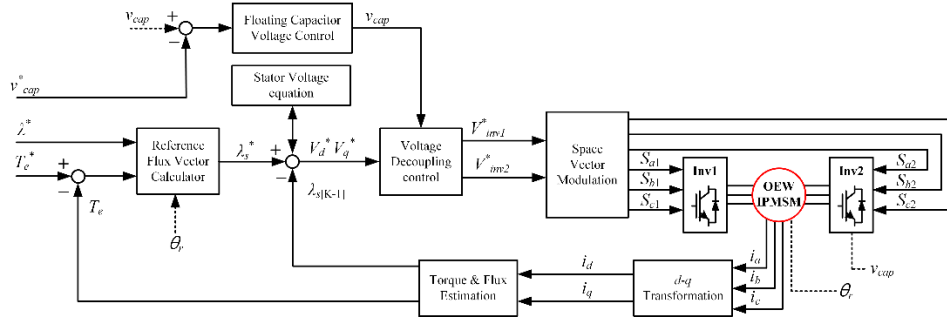 v_cap
+
−
Floating Capacitor
Voltage Control
v_cap
v*_cap
Stator Voltage
equation
λ*
T_e*
+
−
T_e
Reference
Flux Vector
Calculator
θ_r
λ_s*
+
−
V_d* V_q*
λ_s[K-1]
Voltage
Decoupling
control
V*_inv1
V*_inv2
Space
Vector
Modulation
S_a1
S_b1
S_c1
Inv1
OEW
IPMSM
Inv2
S_a2
S_b2
S_c2
v_cap
θ_r
i_a
i_b
i_c
d-q
Transformation
i_d
i_q
Torque & Flux
Estimation